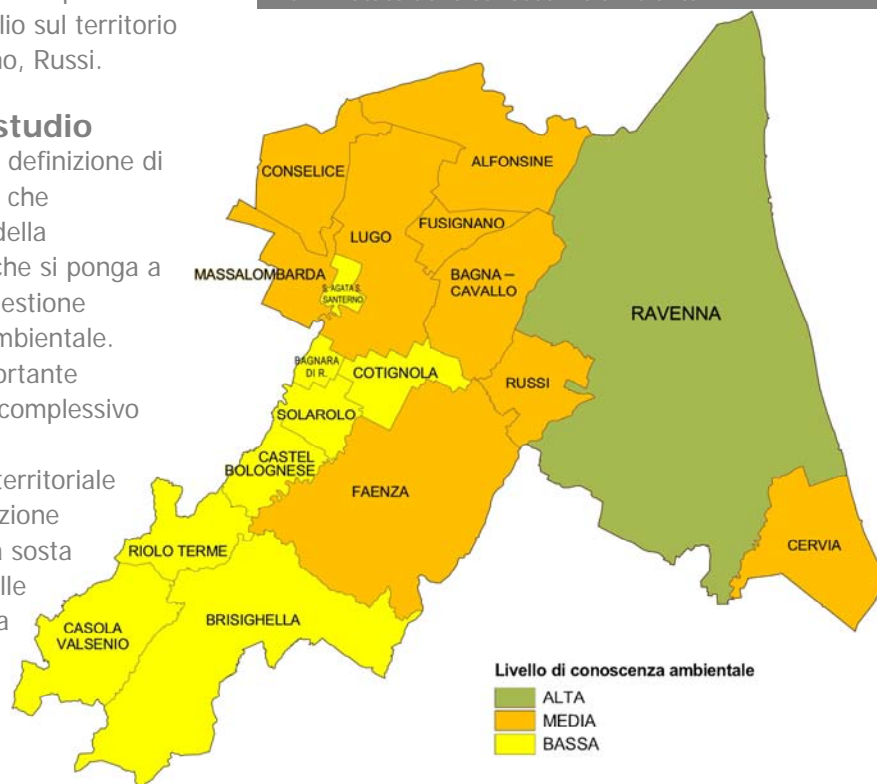 lio sul territorio
o, Russi.
studio
definizione di
che
della
che si ponga a
estione
mbientale.
ortante
complessivo
erritoriale
zione
sosta
lle
a
CONSELICE
ALFONSINE
LUGO
FUSIGNANO
MASSALOMBARDA
S. AGATA S.
SANTERNO
BAGNA –
CAVALLO
RAVENNA
BAGNARA
DI R.
COTIGNOLA
RUSSI
SOLAROLO
CASTEL
BOLOGNESE
FAENZA
CERVIA
RIOLO TERME
BRISIGHELLA
CASOLA
VALSENIO
Livello di conoscenza ambientale
ALTA
MEDIA
BASSA